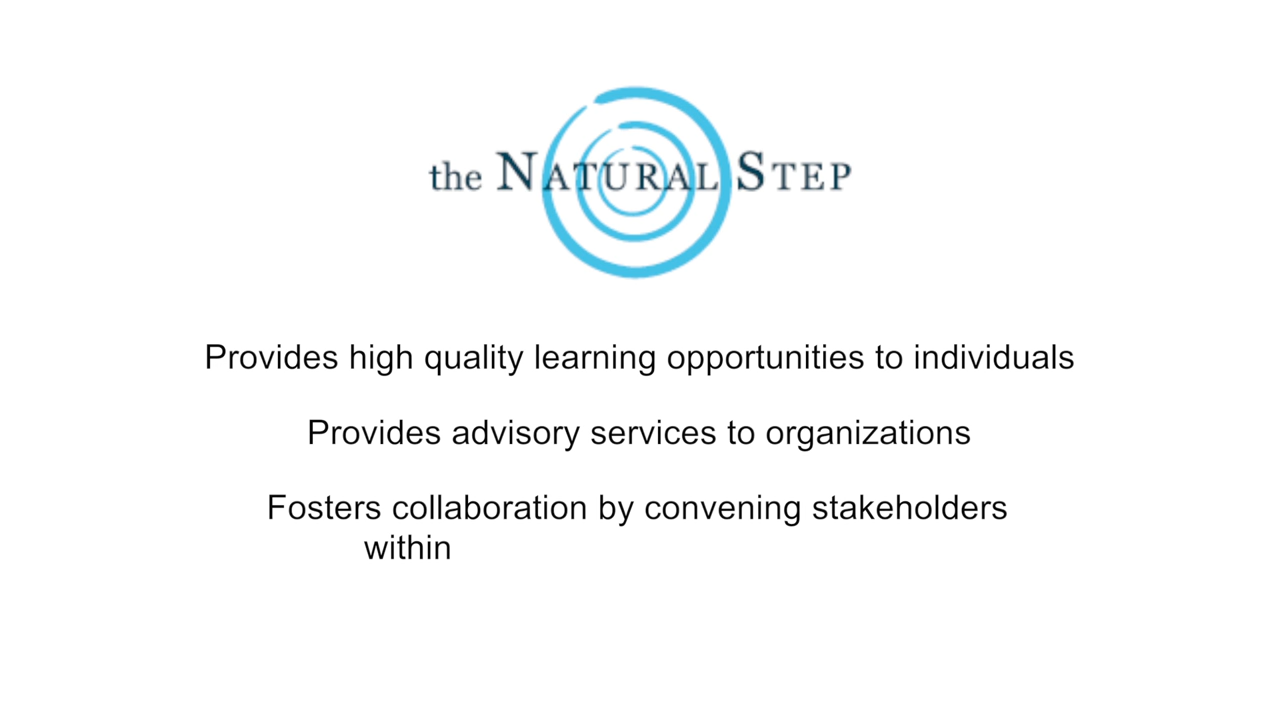 the NATURAL STEP
Provides high quality learning opportunities to individuals
Provides advisory services to organizations
Fosters collaboration by convening stakeholders
within